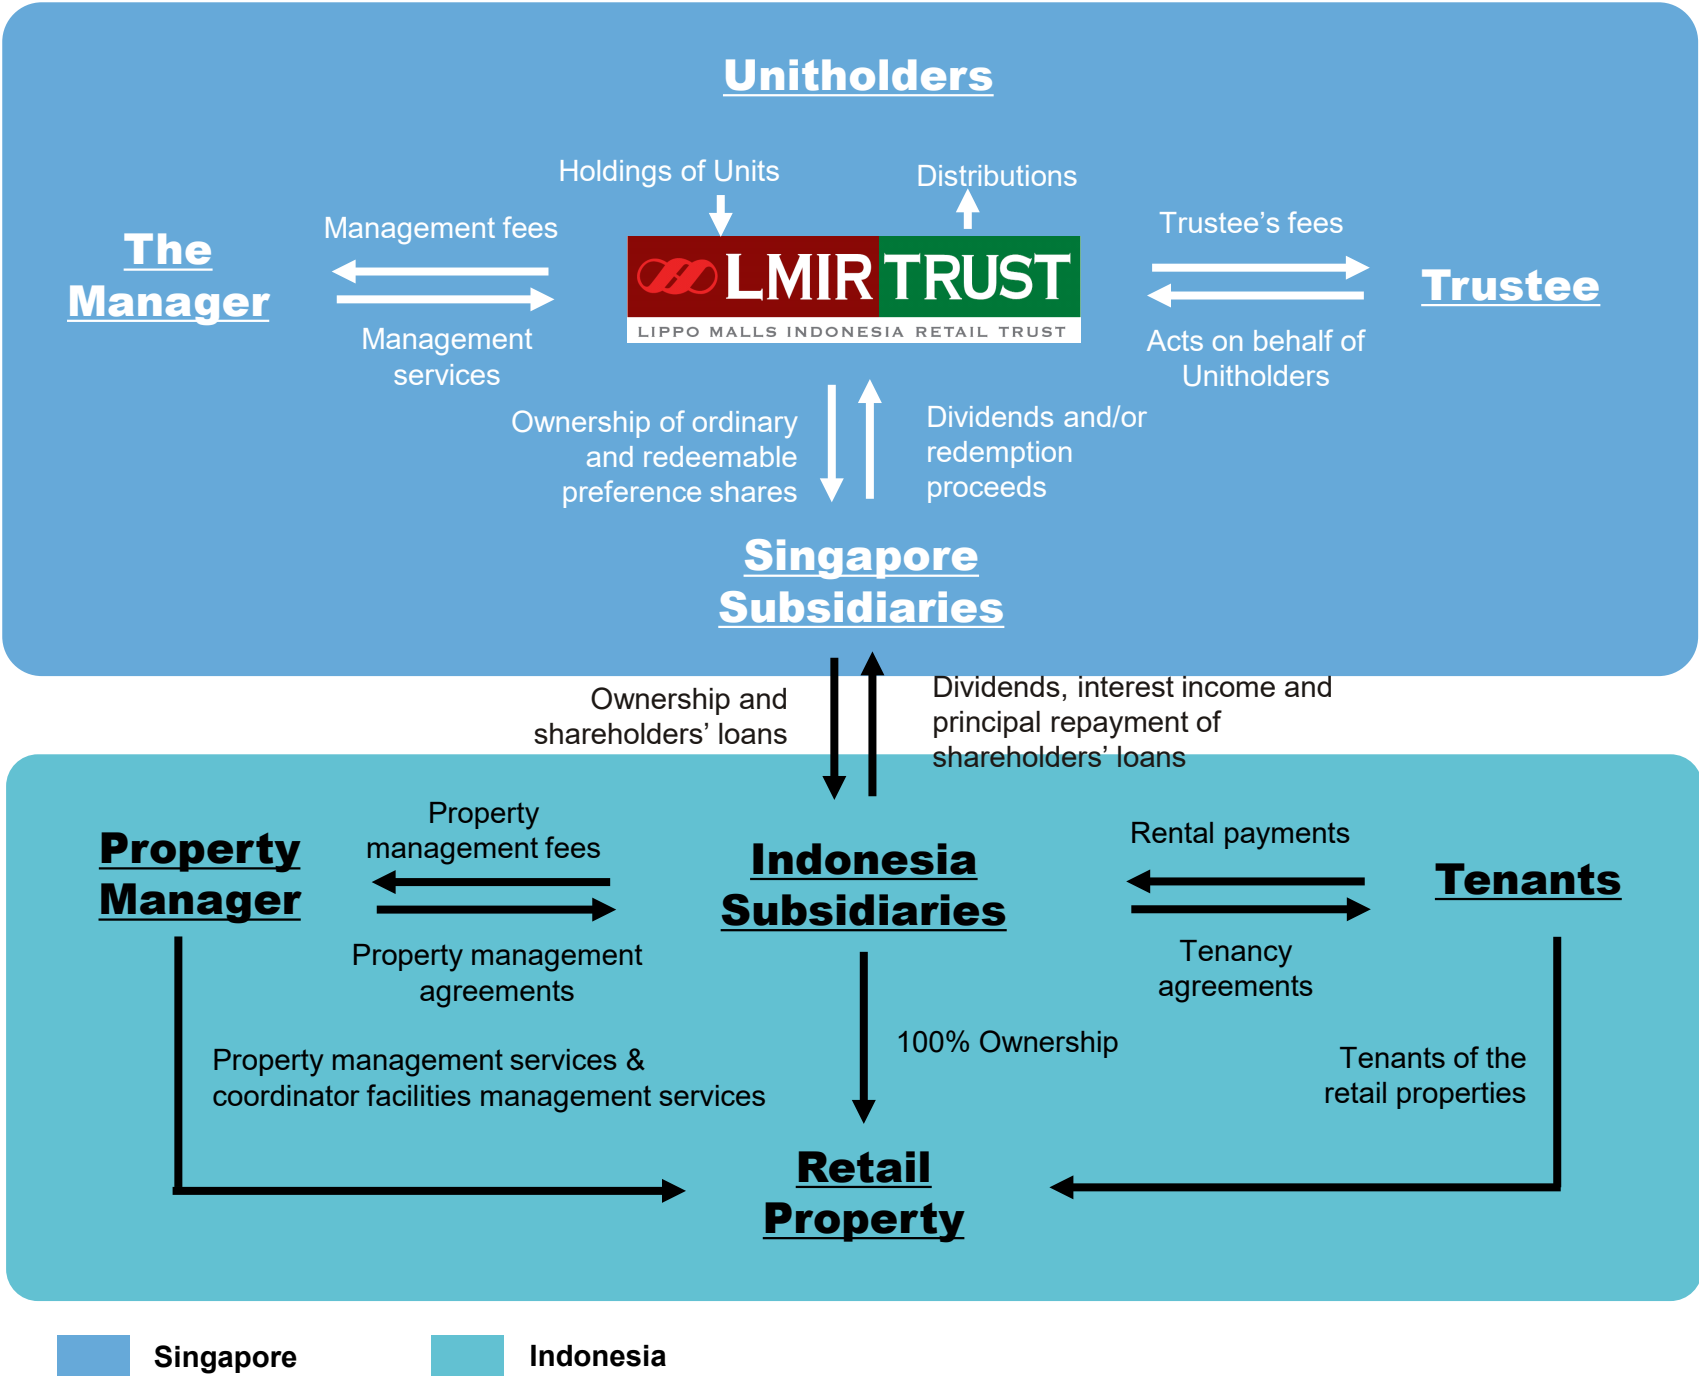 Unitholders
Holdings of Units
Distributions
Management fees
Trustee’s fees
The
Manager
LMIR TRUST
LIPPO MALLS INDONESIA RETAIL TRUST
Trustee
Management
services
Acts on behalf of
Unitholders
Ownership of ordinary
and redeemable
preference shares
Dividends and/or
redemption
proceeds
Singapore
Subsidiaries
Ownership and
shareholders’ loans
Dividends, interest income and
principal repayment of
shareholders’ loans
Property
Manager
Property
management fees
Indonesia
Subsidiaries
Rental payments
Tenants
Property management
agreements
Tenancy
agreements
Property management services &
coordinator facilities management services
100% Ownership
Tenants of the
retail properties
Retail
Property
Singapore
Indonesia